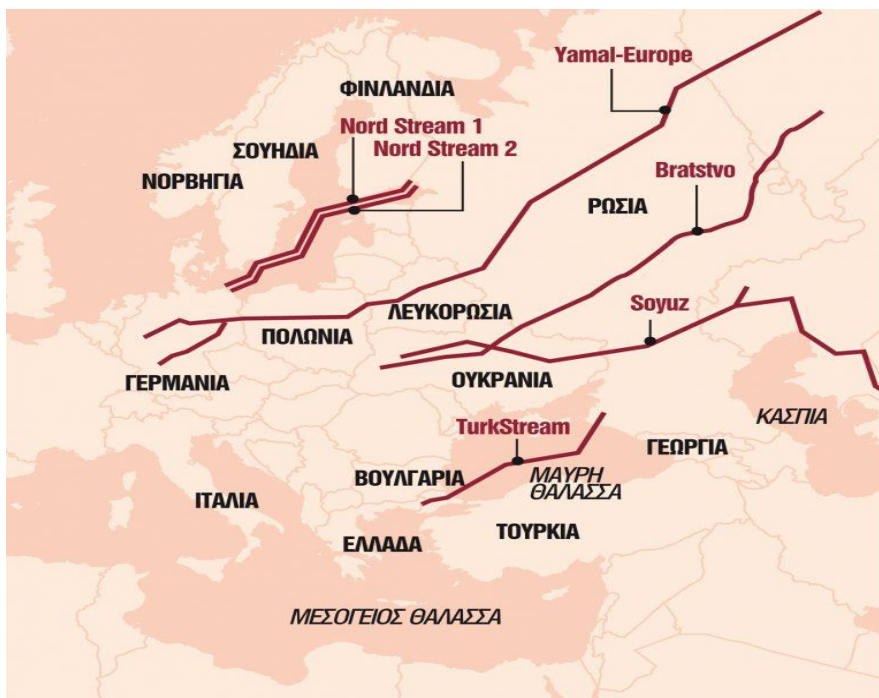 Yamal-Europe
ΦΙΝΛΑΝΔΙΑ
Nord Stream 1
ΣΟΥΗΔΙΑ
Nord Stream 2
ΝΟΡΒΗΓΙΑ
Bratstvo
ΡΩΣΙΑ
ΛΕΥΚΟΡΩΣΙΑ
Soyuz
ΠΟΛΩΝΙΑ
ΓΕΡΜΑΝΙΑ
ΟΥΚΡΑΝΙΑ
ΚΑΣΠΙΑ
TurkStream
ΓΕΩΡΓΙΑ
ΒΟΥΛΓΑΡΙΑ
ΜΑΥΡΗ
ΘΑΛΑΣΣΑ
ΙΤΑΛΙΑ
ΤΟΥΡΚΙΑ
ΕΛΛΑΔΑ
ΜΕΣΟΓΕΙΟΣ ΘΑΛΑΣΣΑ